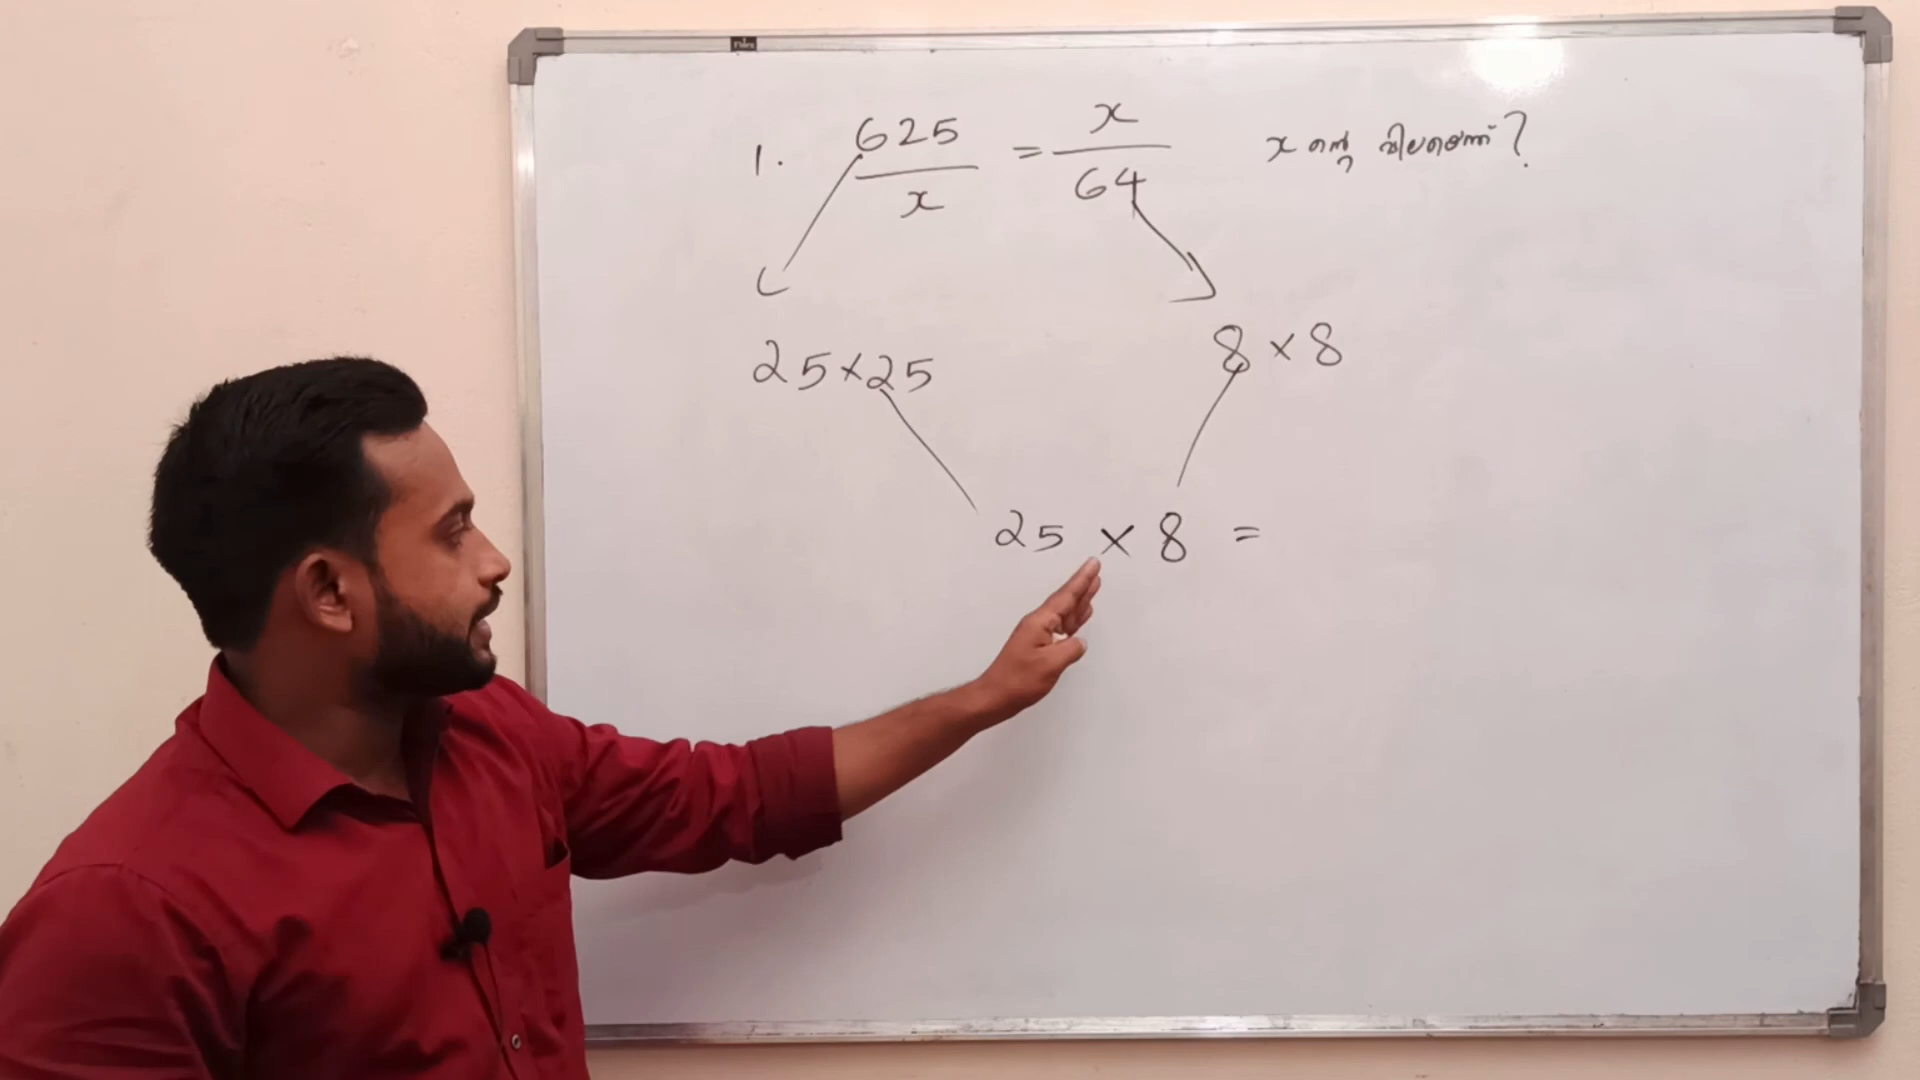 1. 625/x = x/64 x ന്റെ വിലയെന്ത്?
25×25 8×8
25 × 8 =